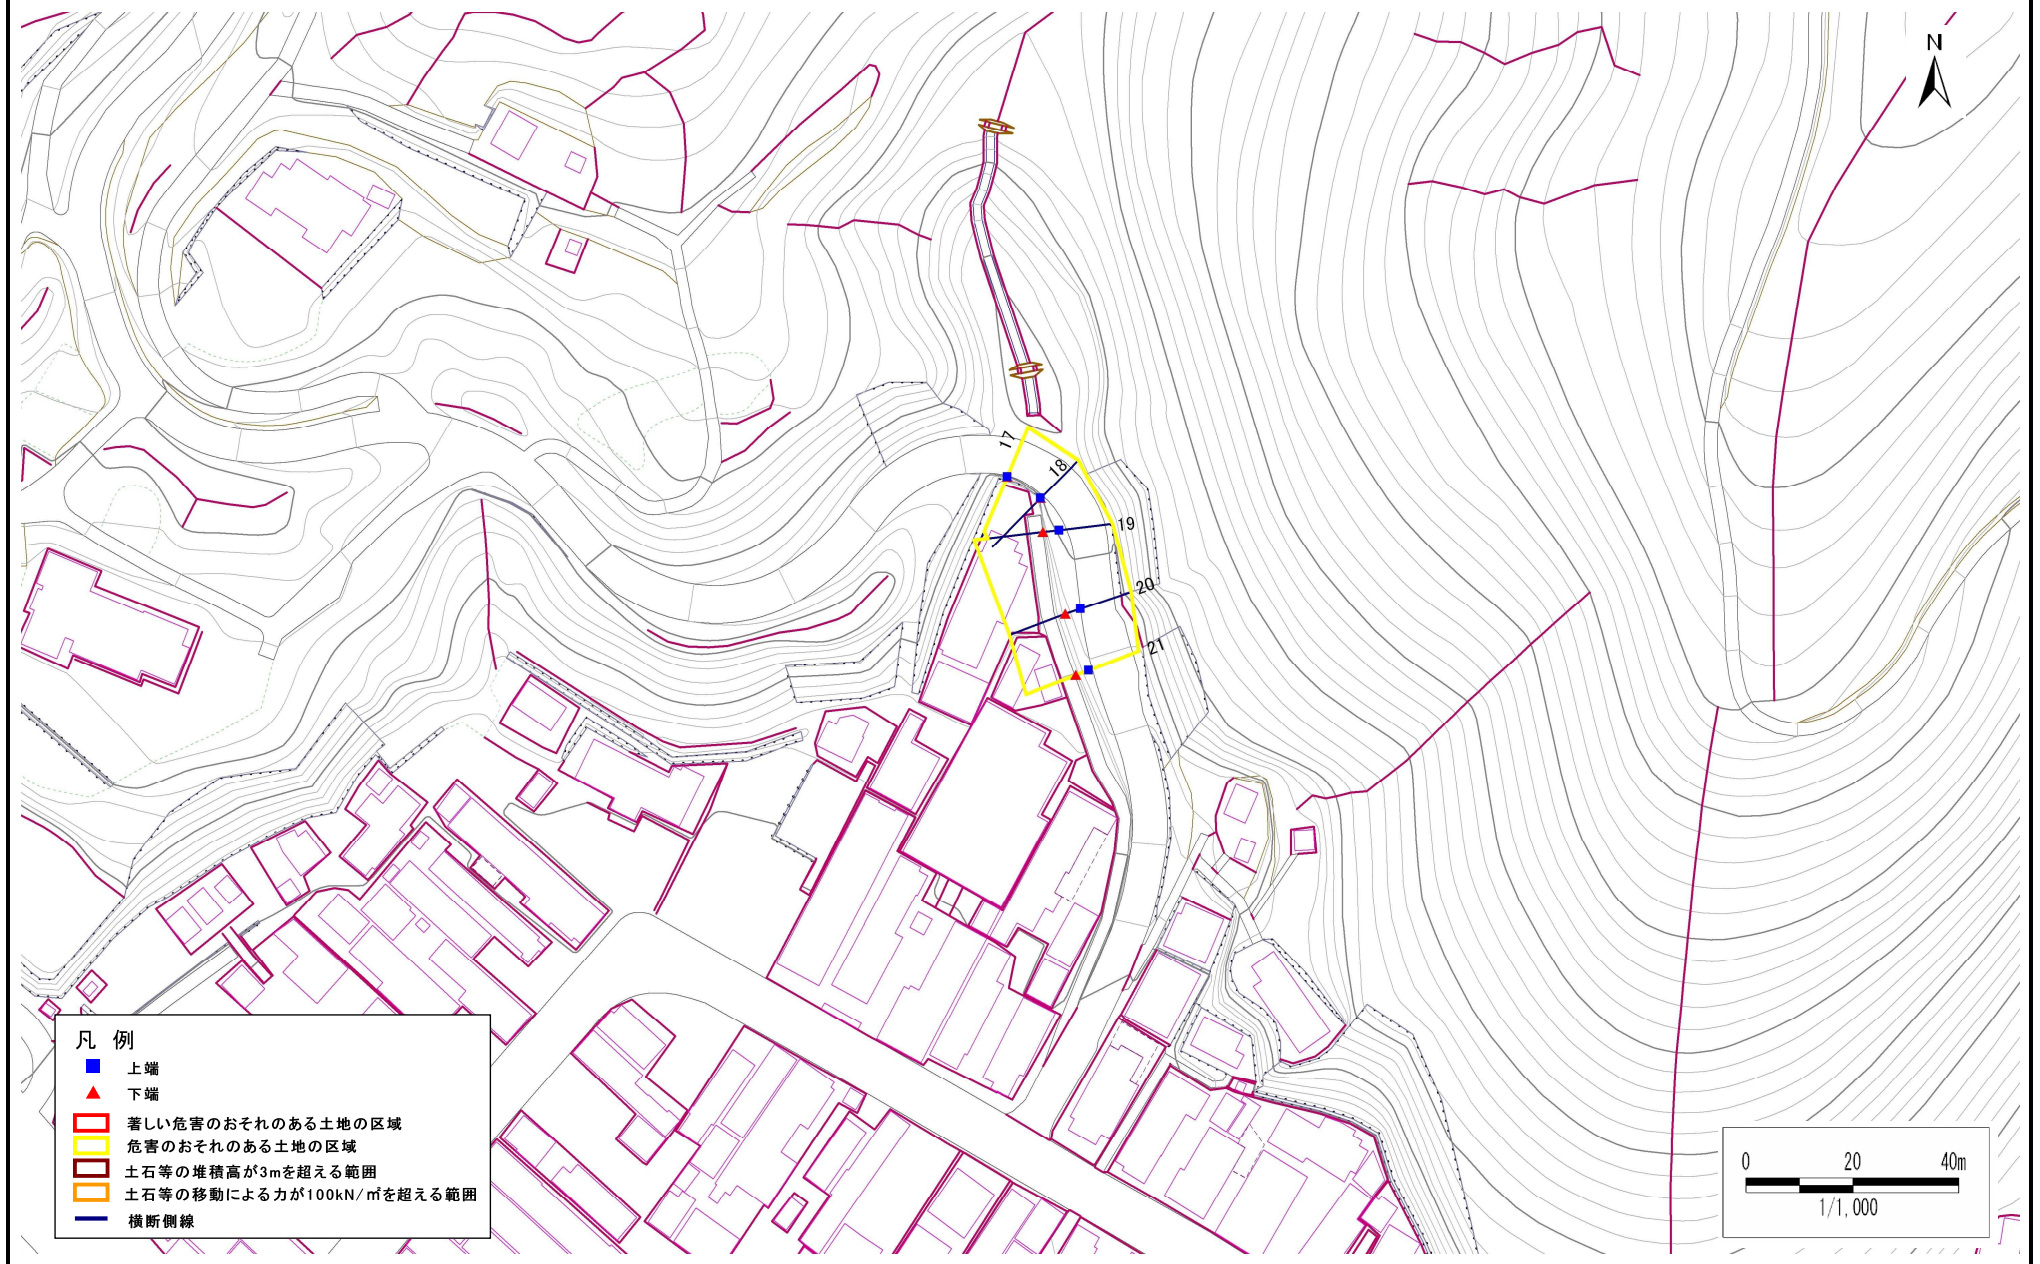 N
17
18
19
20
21
凡 例
上端
下端
著しい危害のおそれのある土地の区域
危害のおそれのある土地の区域
土石等の堆積高が3mを超える範囲
土石等の移動による力が100kN/㎡を超える範囲
横断側線
0 20 40m
1/1,000